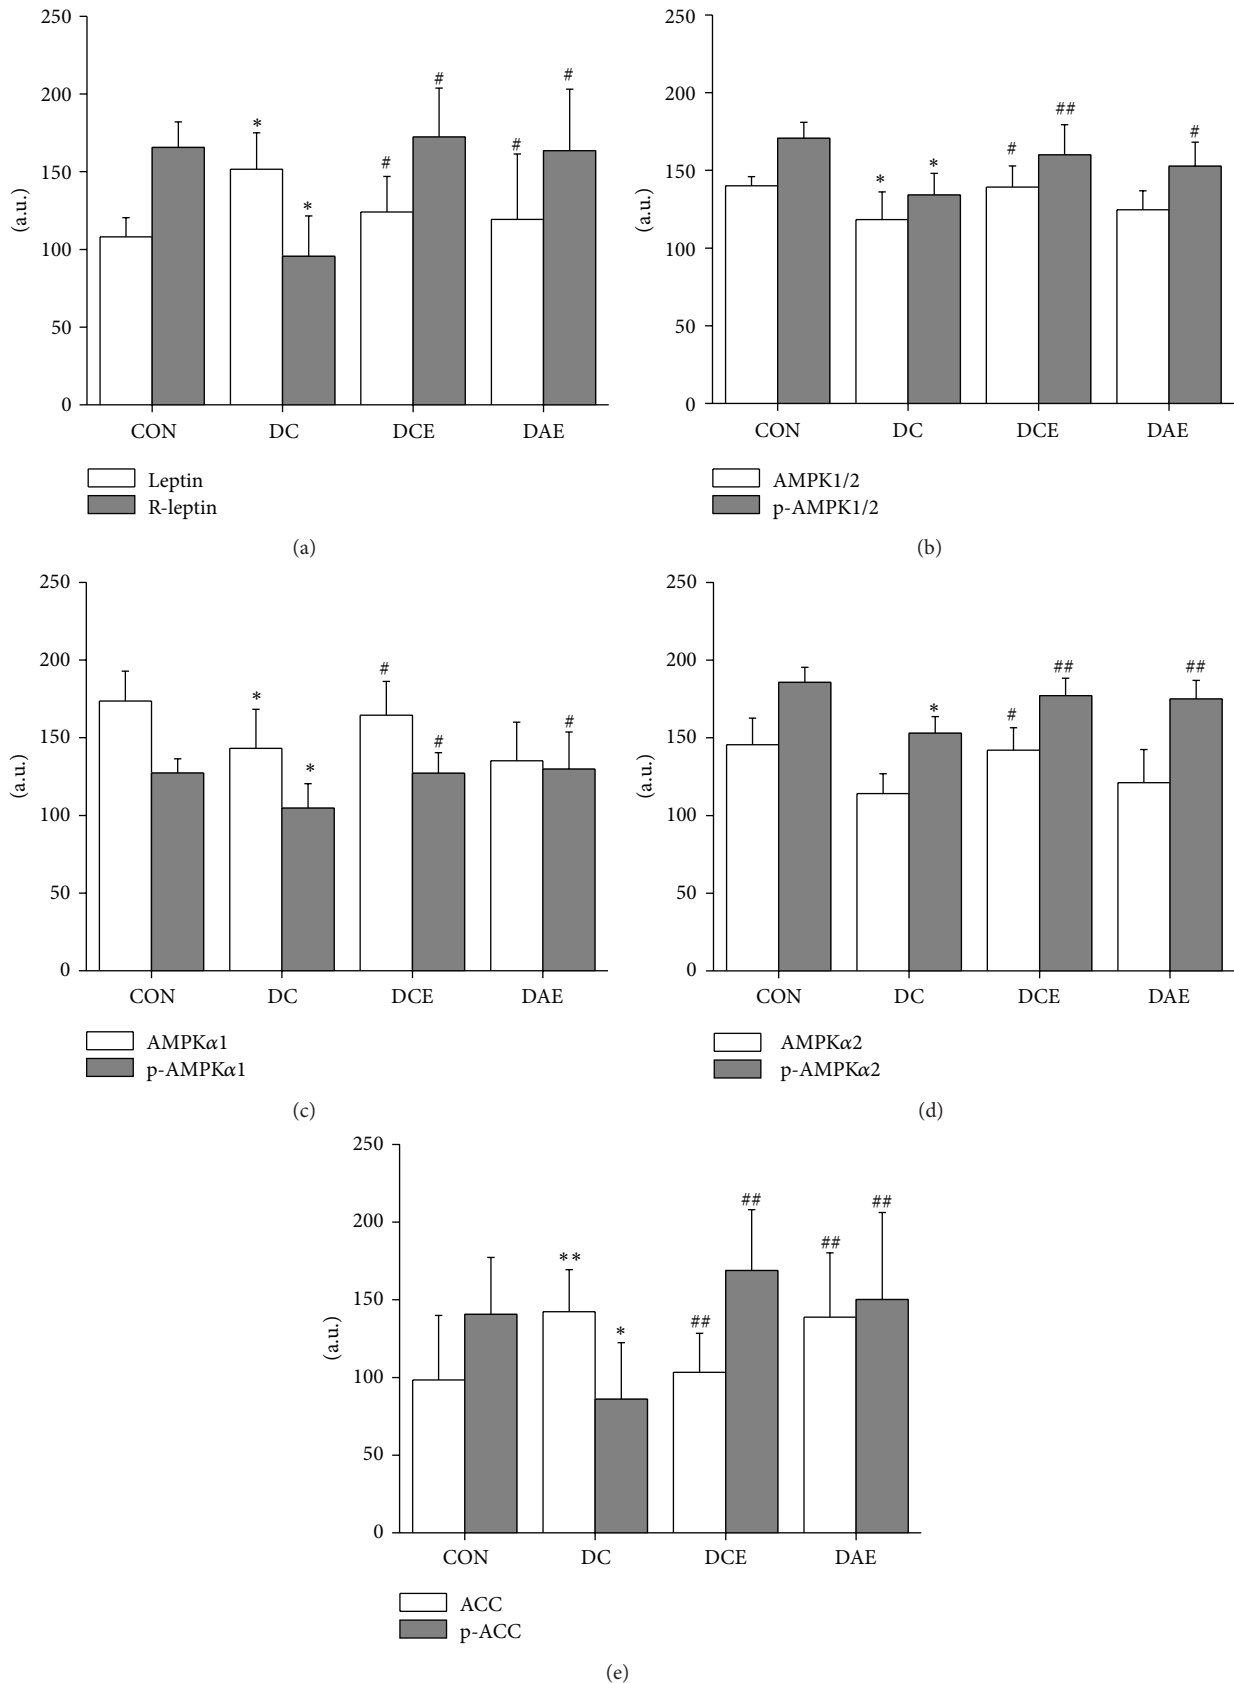 250
200
150
100
50
0
(a.u.)
*
*
#
#
#
#
CON DC DCE DAE
Leptin
R-leptin
(a)
250
200
150
100
50
0
(a.u.)
*
*
#
##
#
CON DC DCE DAE
AMPK1/2
p-AMPK1/2
(b)
250
200
150
100
50
0
(a.u.)
*
*
#
#
#
CON DC DCE DAE
AMPKα1
p-AMPKα1
(c)
250
200
150
100
50
0
(a.u.)
*
#
##
##
CON DC DCE DAE
AMPKα2
p-AMPKα2
(d)
250
200
150
100
50
0
(a.u.)
**
*
##
##
##
##
CON DC DCE DAE
ACC
p-ACC
(e)